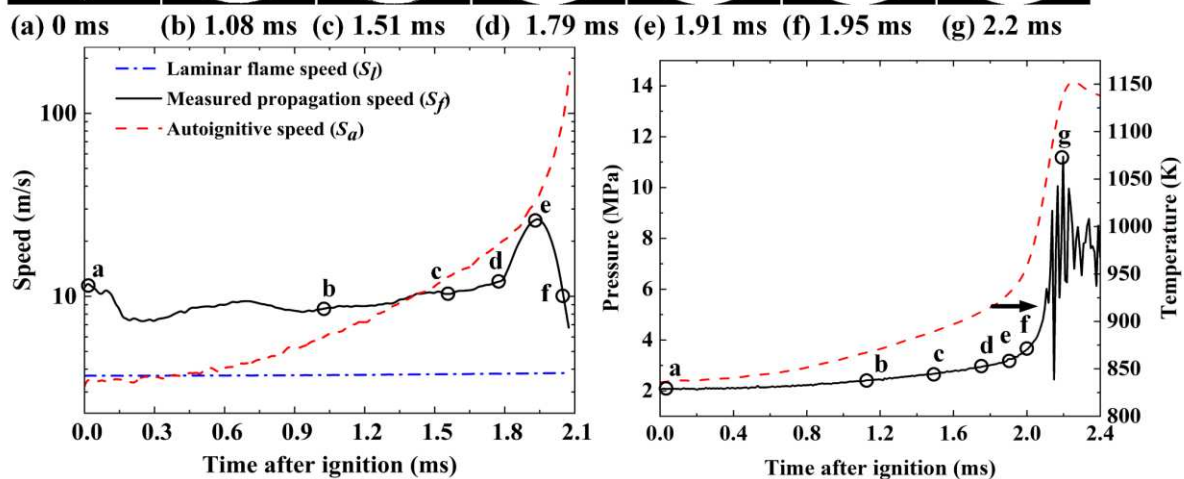 (a) 0 ms (b) 1.08 ms (c) 1.51 ms (d) 1.79 ms (e) 1.91 ms (f) 1.95 ms (g) 2.2 ms
Laminar flame speed (Sl)
Measured propagation speed (Sf)
Autoignitive speed (Sa)
100
10
Speed (m/s)
a
b
c
d
e
f
0.0 0.3 0.6 0.9 1.2 1.5 1.8 2.1
Time after ignition (ms)
14
12
10
8
6
4
2
Pressure (MPa)
a
b
c
d
e
f
g
1150
1100
1050
1000
950
900
850
800
Temperature (K)
0.0 0.4 0.8 1.2 1.6 2.0 2.4
Time after ignition (ms)